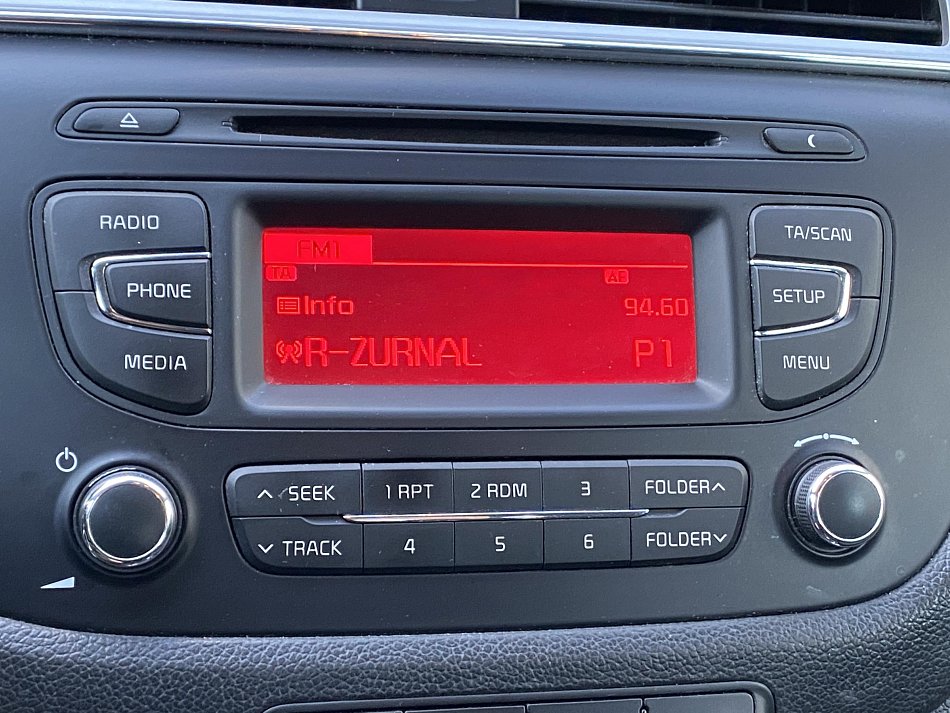 RADIO
PHONE
MEDIA
FM1
TA
AF
Info
94.60
R-ZURNAL
P1
TA/SCAN
SETUP
MENU
SEEK
1 RPT
2 RDM
3
FOLDER
TRACK
4
5
6
FOLDER